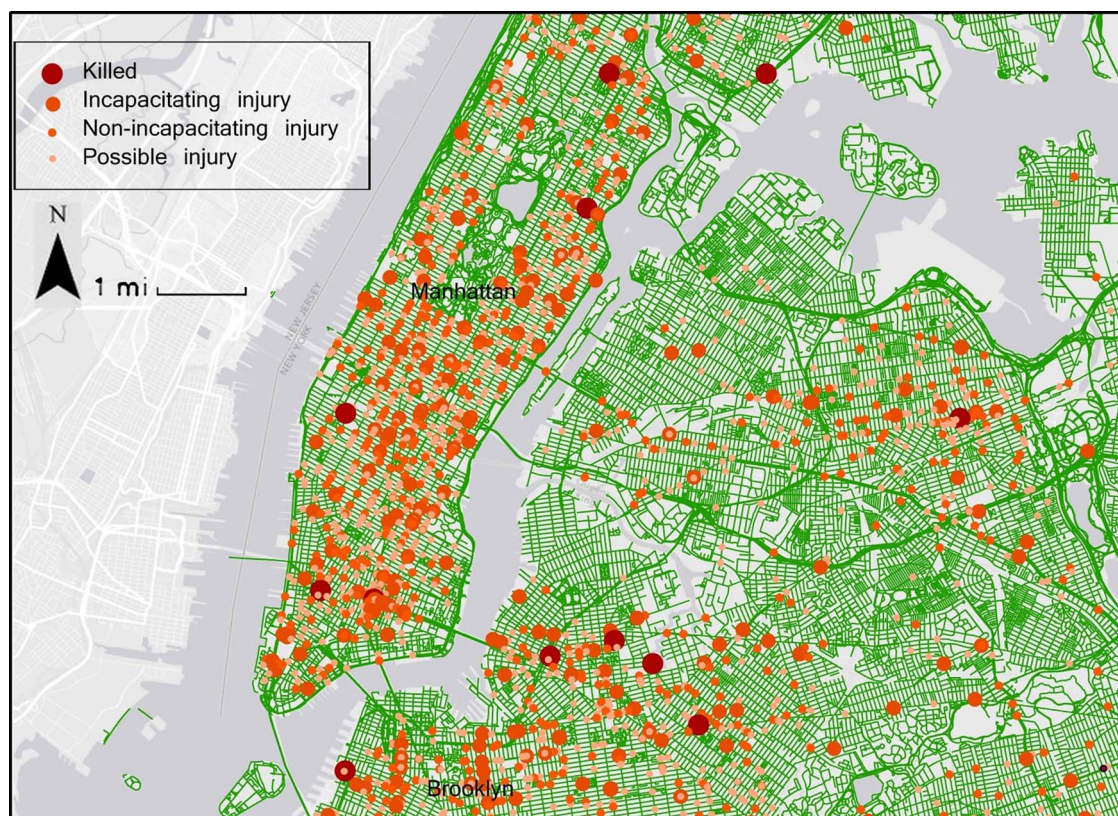 Killed
Incapacitating injury
Non-incapacitating injury
Possible injury
N
1 mi
NEW JERSEY
NEW YORK
Manhattan
Brooklyn